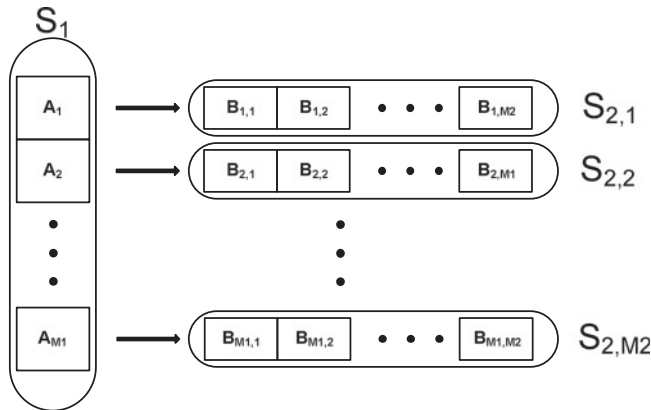 S1
A1 B1,1 B1,2 • • • B1,M2 S2,1
A2 B2,1 B2,2 • • • B2,M1 S2,2
AM1 BM1,1 BM1,2 • • • BM1,M2 S2,M2